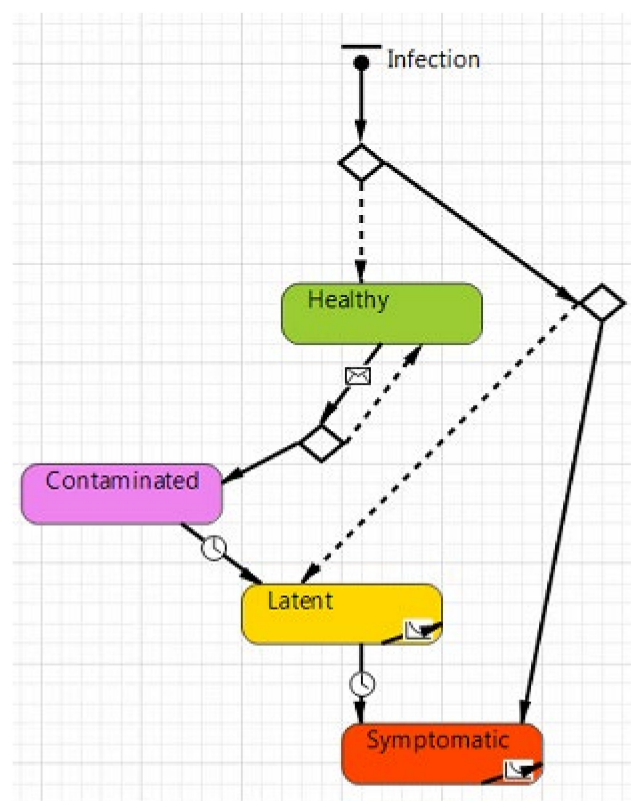 Infection
Healthy
Contaminated
Latent
Symptomatic